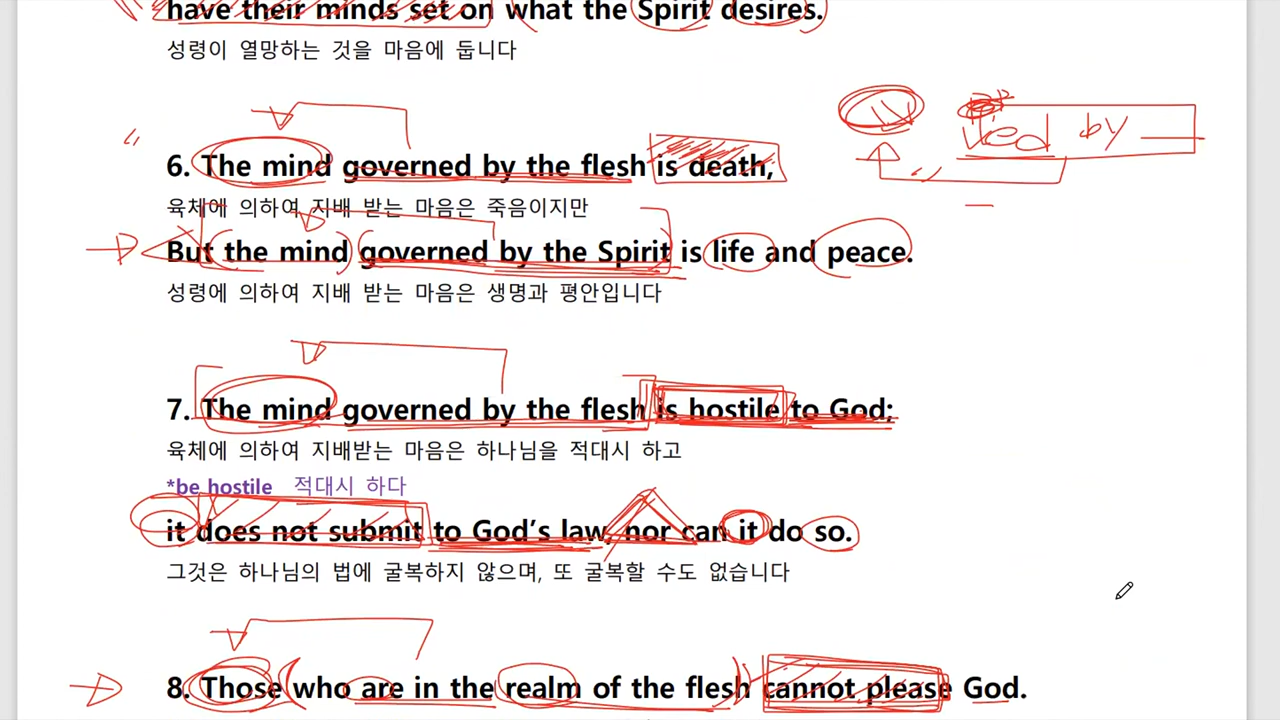 have their minds set on what the Spirit desires.
성령이 열망하는 것을 마음에 둡니다
ved by
6. The mind governed by the flesh is death,
육체에 의하여 지배 받는 마음은 죽음이지만
But the mind governed by the Spirit is life and peace.
성령에 의하여 지배 받는 마음은 생명과 평안입니다
7. The mind governed by the flesh is hostile to God;
육체에 의하여 지배받는 마음은 하나님을 적대시 하고
*be hostile 적대시 하다
it does not submit to God's law, nor can it do so.
그것은 하나님의 법에 굴복하지 않으며, 또 굴복할 수도 없습니다
8. Those who are in the realm of the flesh cannot please God.